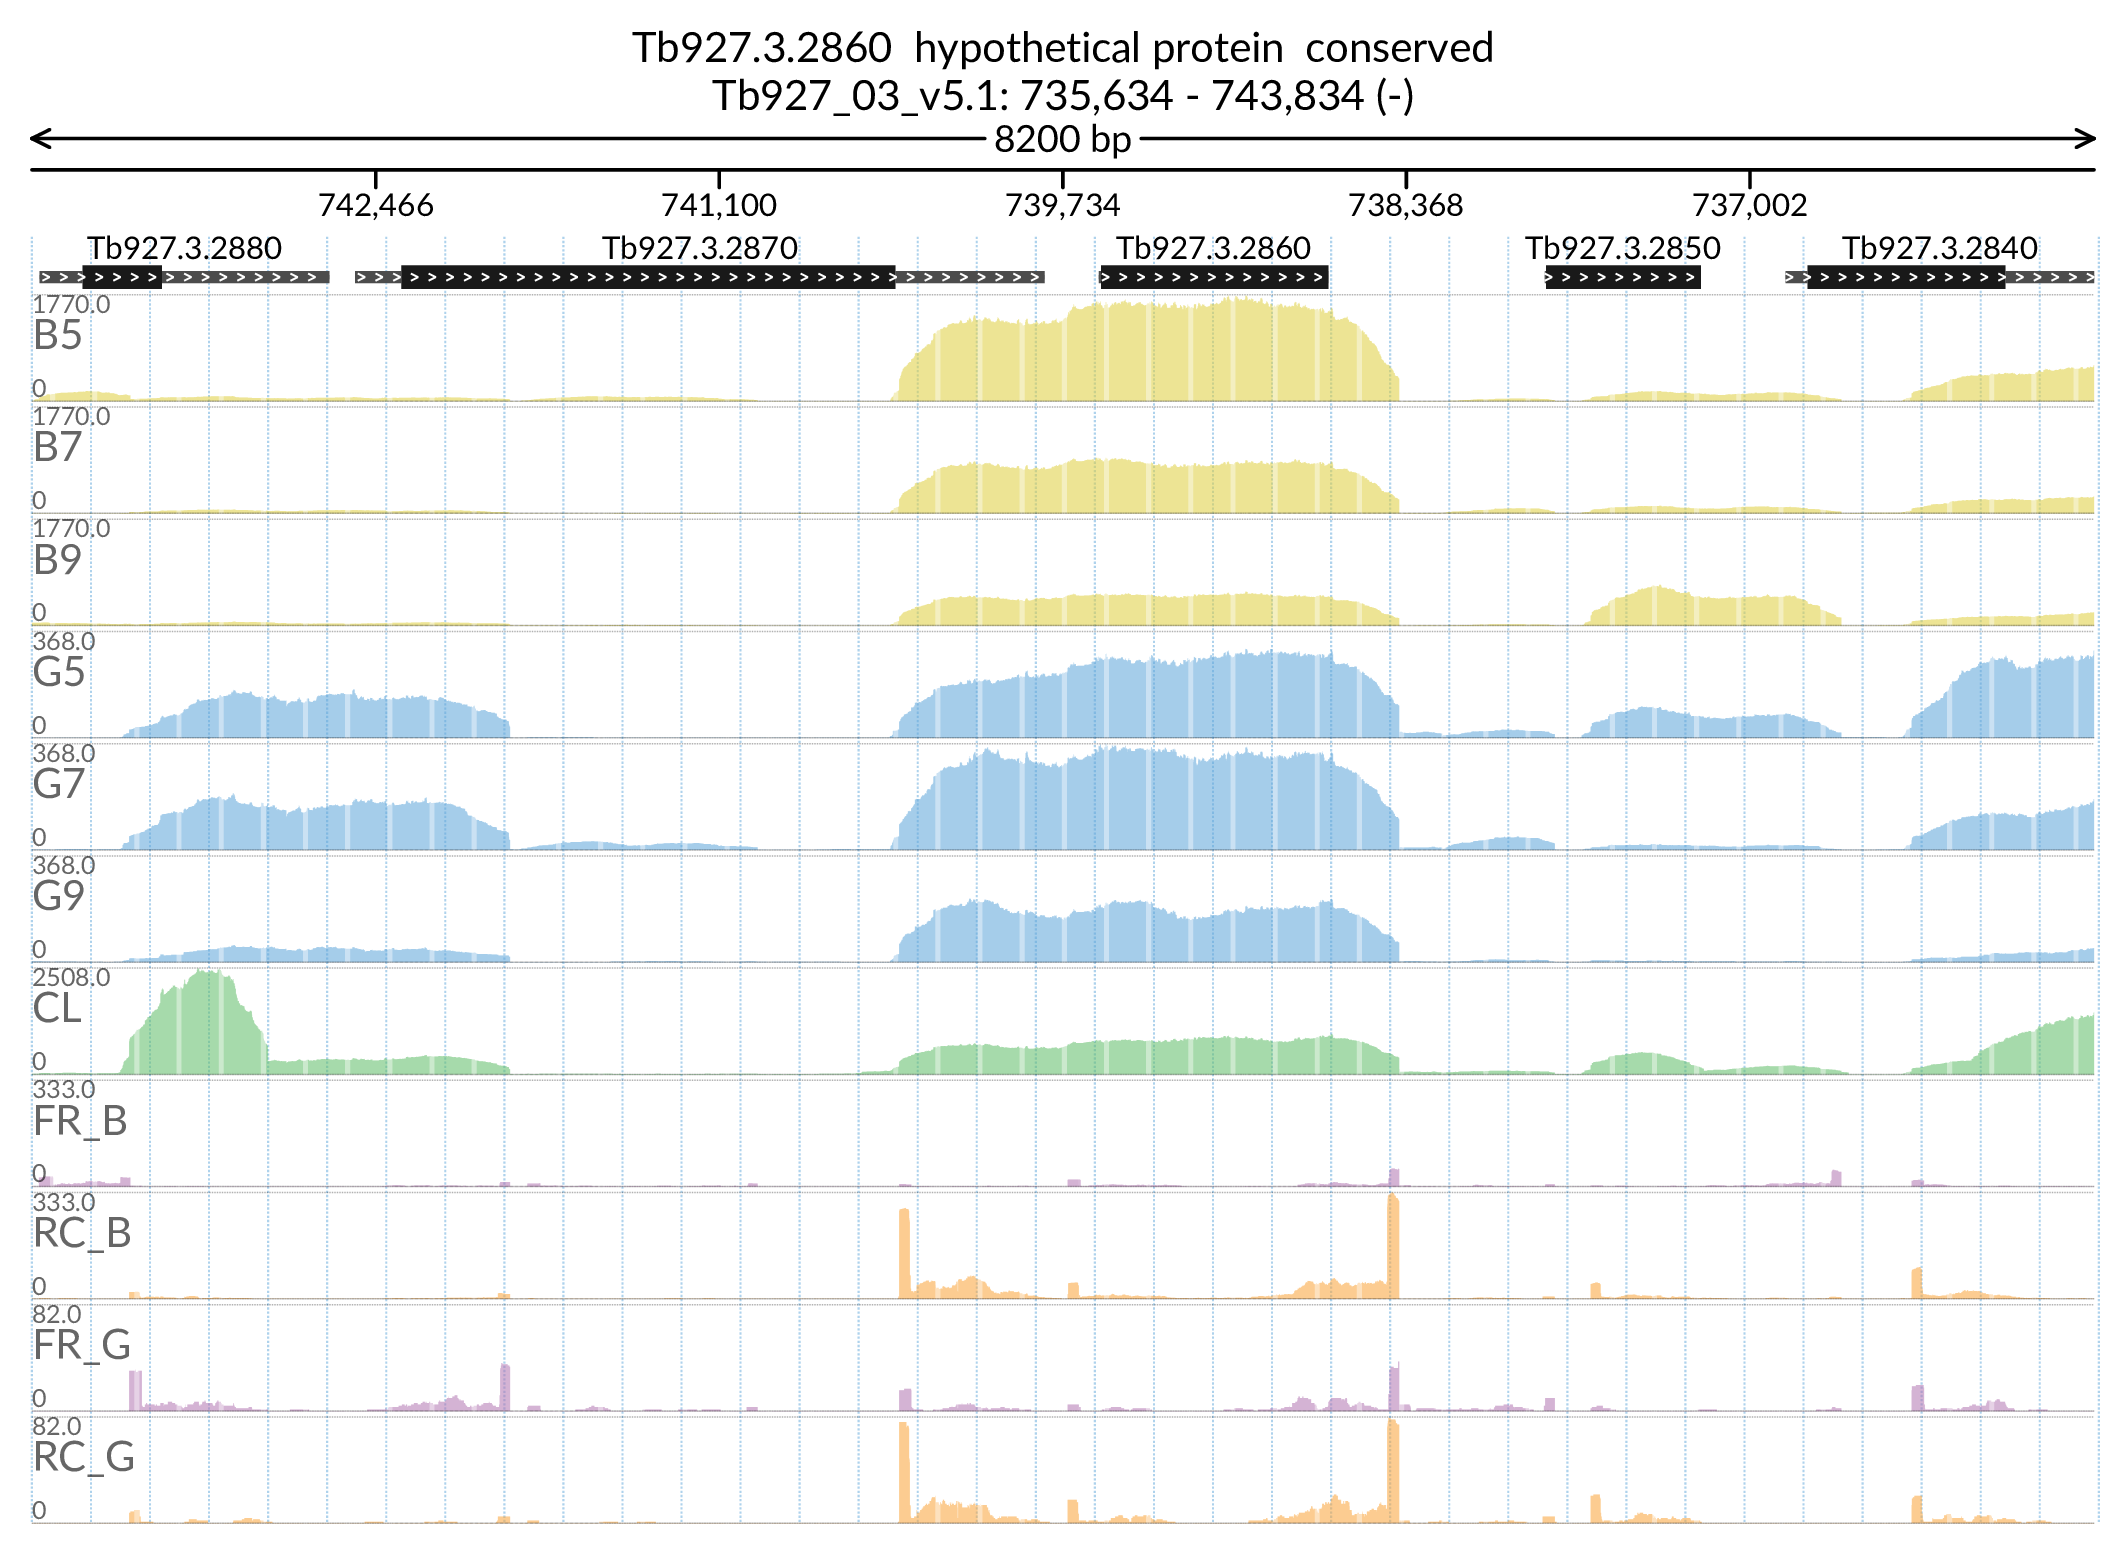 Tb927.3.2860 hypothetical protein conserved
Tb927_03_v5.1: 735,634 - 743,834 (-)
8200 bp
742,466 741,100 739,734 738,368 737,002
Tb927.3.2880 Tb927.3.2870 Tb927.3.2860 Tb927.3.2850 Tb927.3.2840
1770.0
B5
0
1770.0
B7
0
1770.0
B9
0
368.0
G5
0
368.0
G7
0
368.0
G9
0
2508.0
CL
0
333.0
FR_B
0
333.0
RC_B
0
82.0
FR_G
0
82.0
RC_G
0